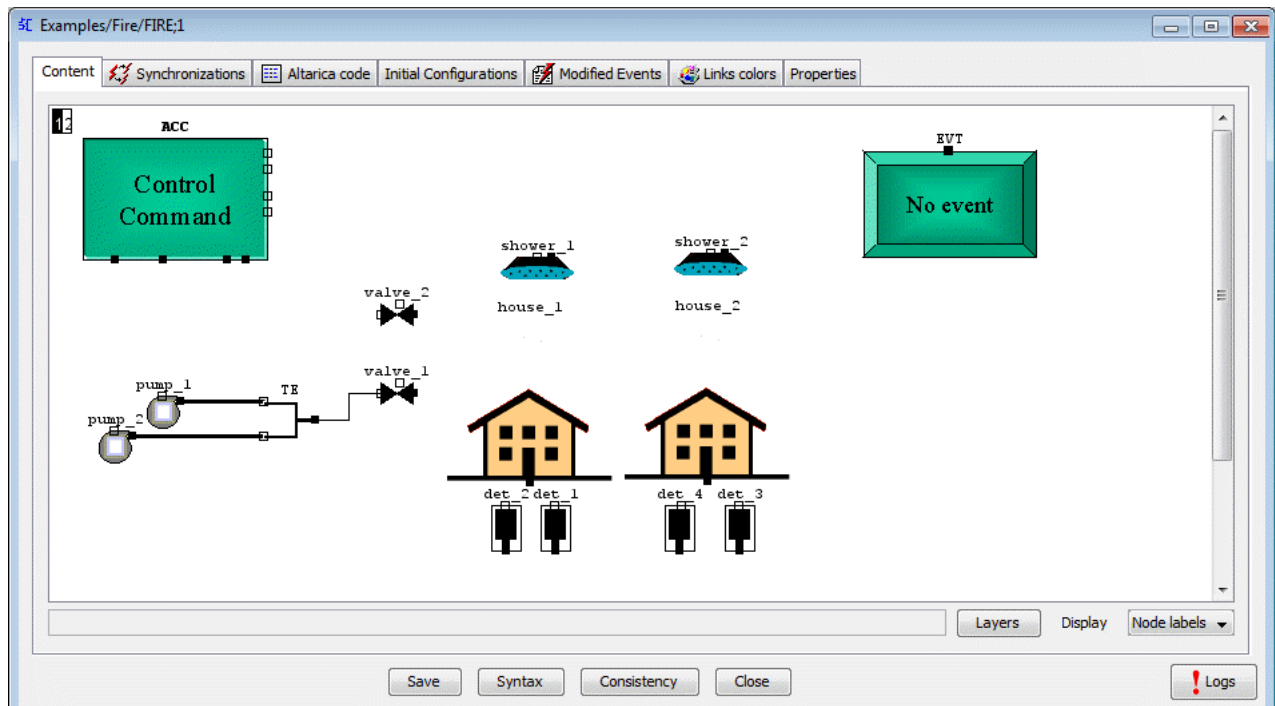 Examples/Fire/FIRE;1
Content Synchronizations Altarica code Initial Configurations Modified Events Links colors Properties
1 2
ACC
EVT
Control
Command
No event
shower_1 shower_2
valve_2
house_1 house_2
valve_1
pump_1 TE
pump_2
det_2 det_1 det_4 det_3
Layers Display Node labels
Save Syntax Consistency Close Logs